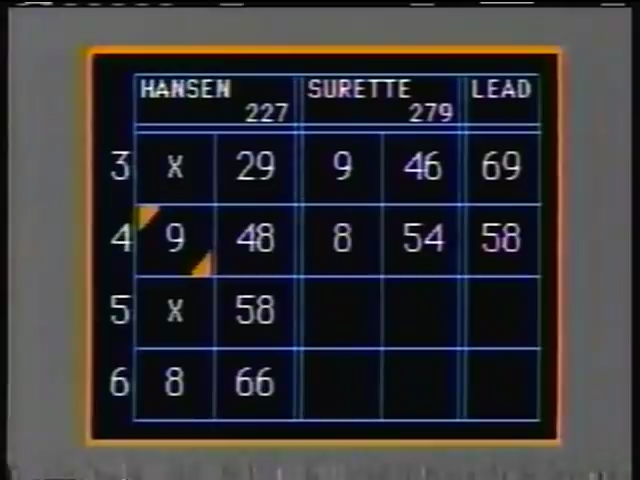 HANSEN SURETTE LEAD
227 279
3 X 29 9 46 69
4 9 48 8 54 58
5 X 58
6 8 66